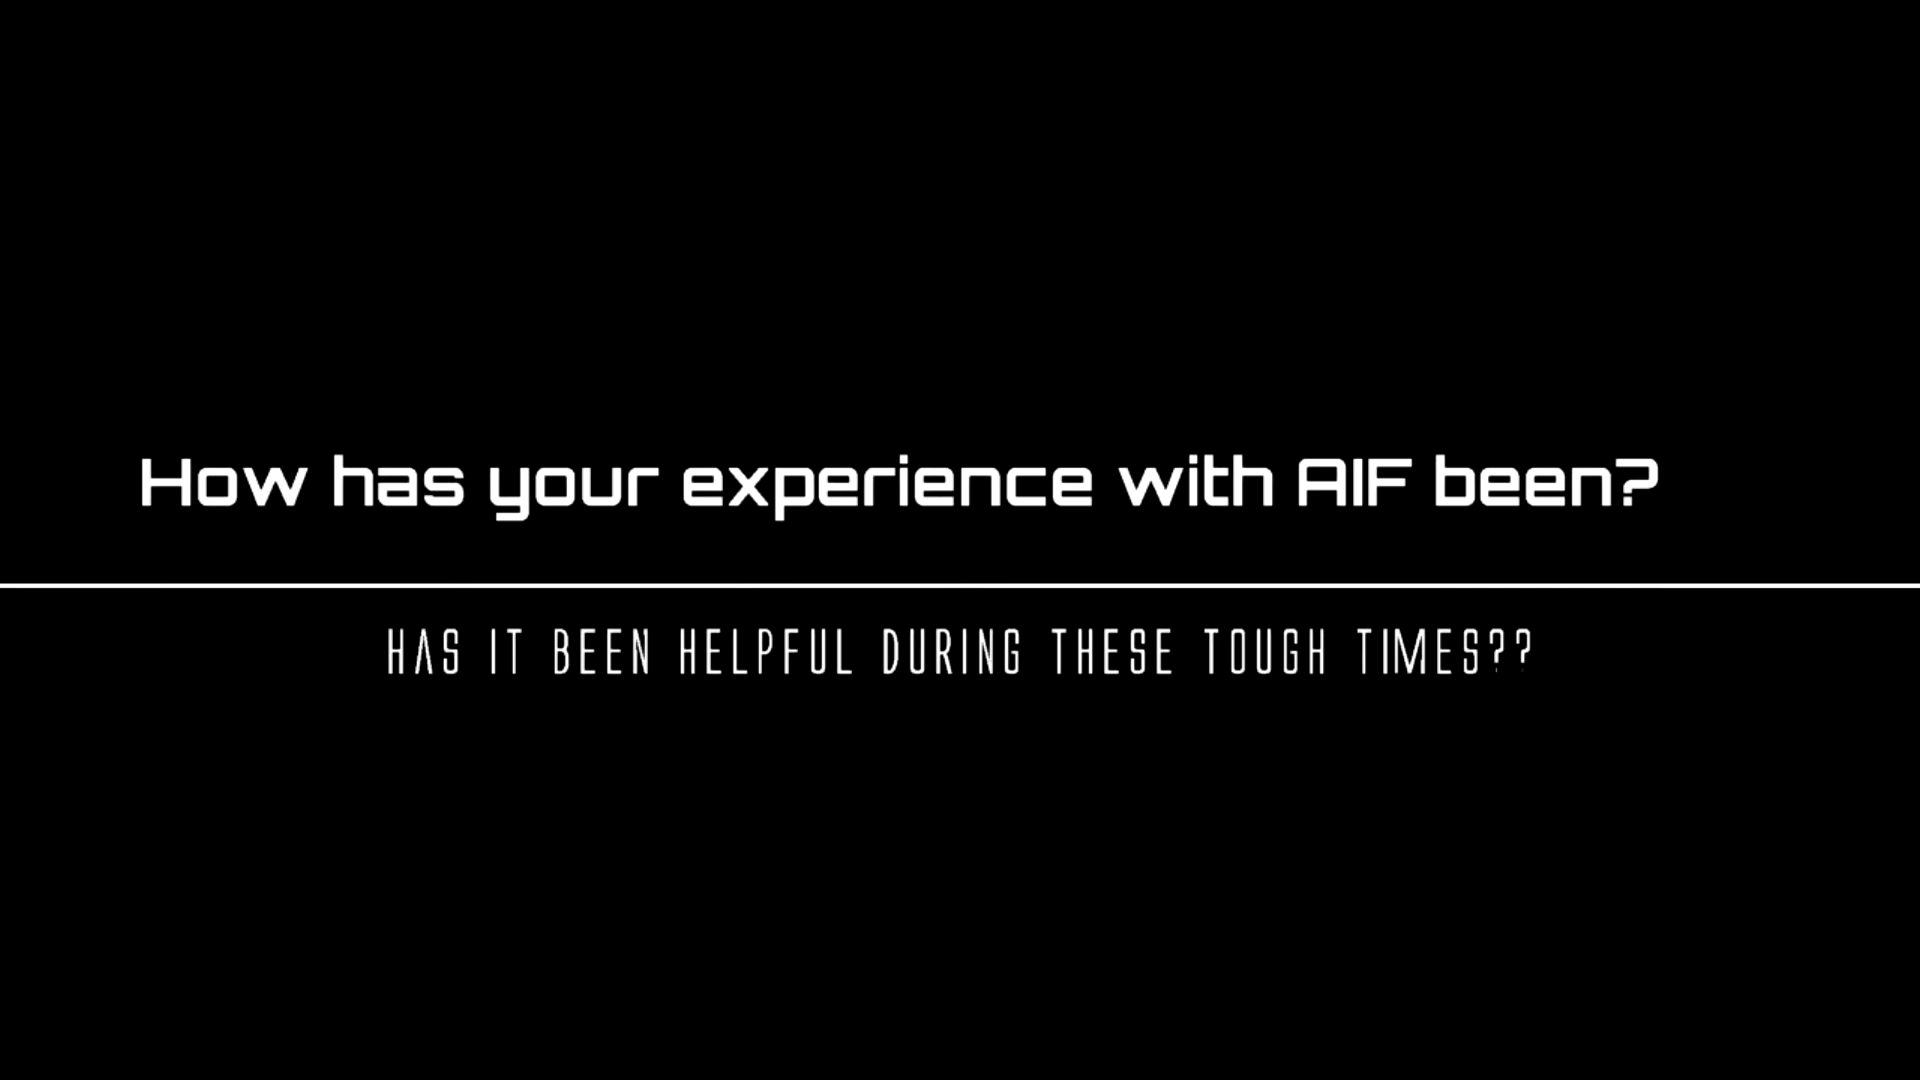 How has your experience with AIF been?
HAS IT BEEN HELPFUL DURING THESE TOUGH TIMES??